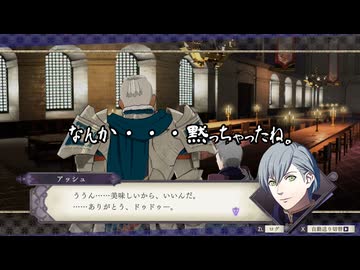 なんか・・・黙っちゃったね。
アッシュ
ううん……美味しいから、いいんだ。
……ありがとう、ドゥドゥー。
ログ
自動送り切替